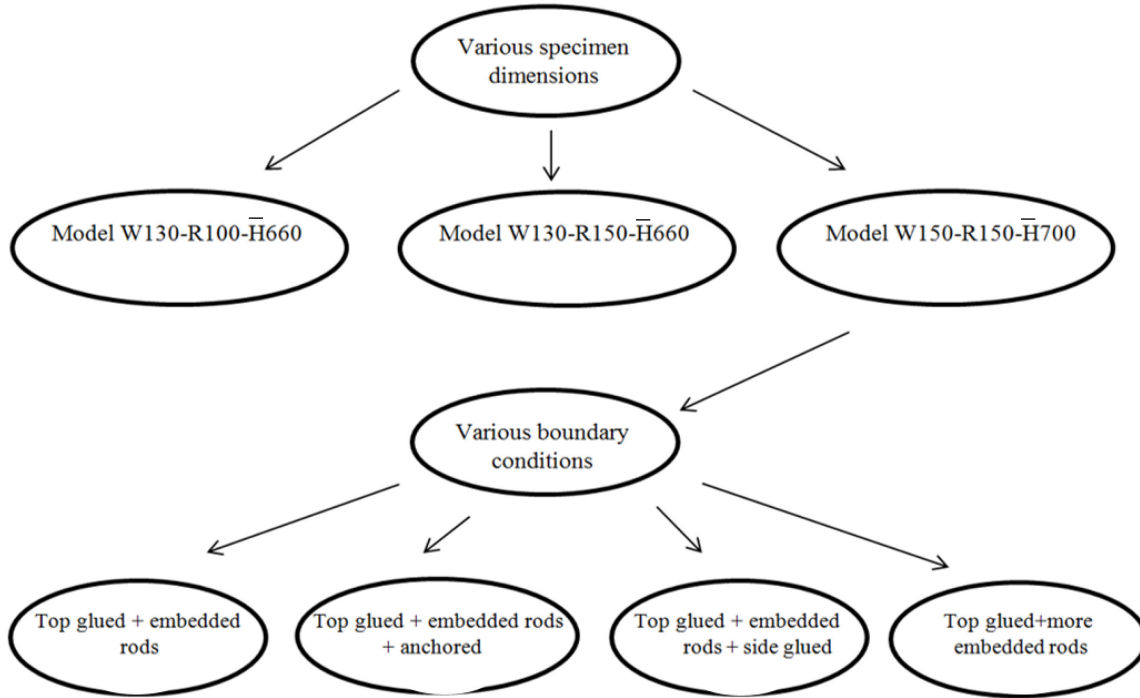 Various specimen
dimensions
Model W130-R100-H̅660
Model W130-R150-H̅660
Model W150-R150-H̅700
Various boundary
conditions
Top glued + embedded
rods
Top glued + embedded rods
+ anchored
Top glued + embedded
rods + side glued
Top glued+more
embedded rods